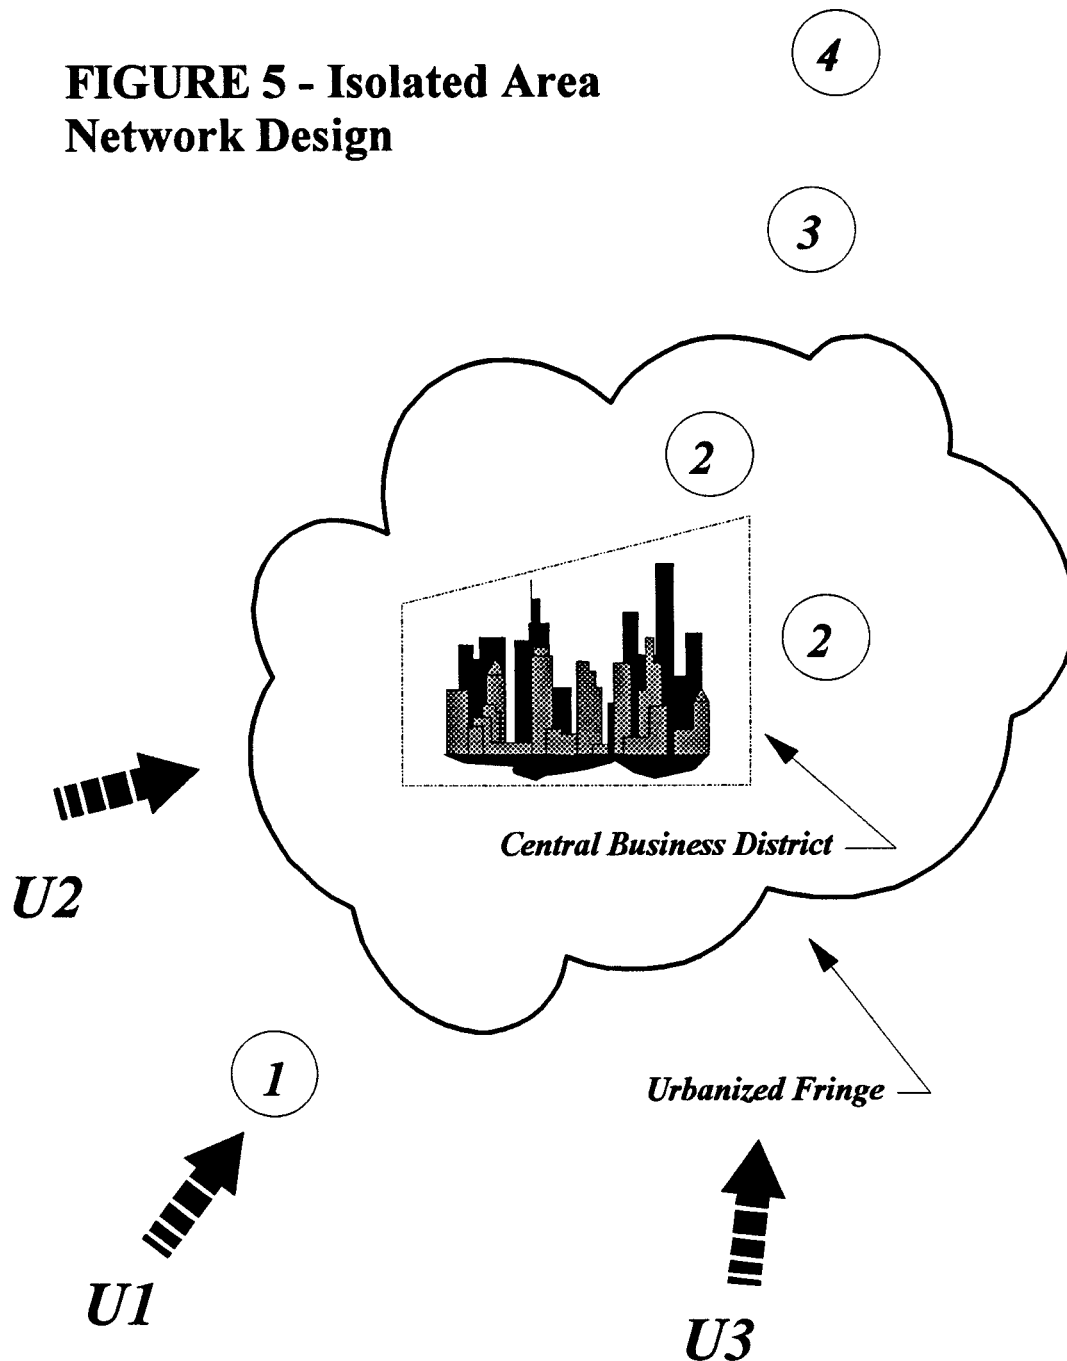 4
FIGURE 5 - Isolated Area
Network Design
3
2
2
Central Business District
U2
1
Urbanized Fringe
U1
U3